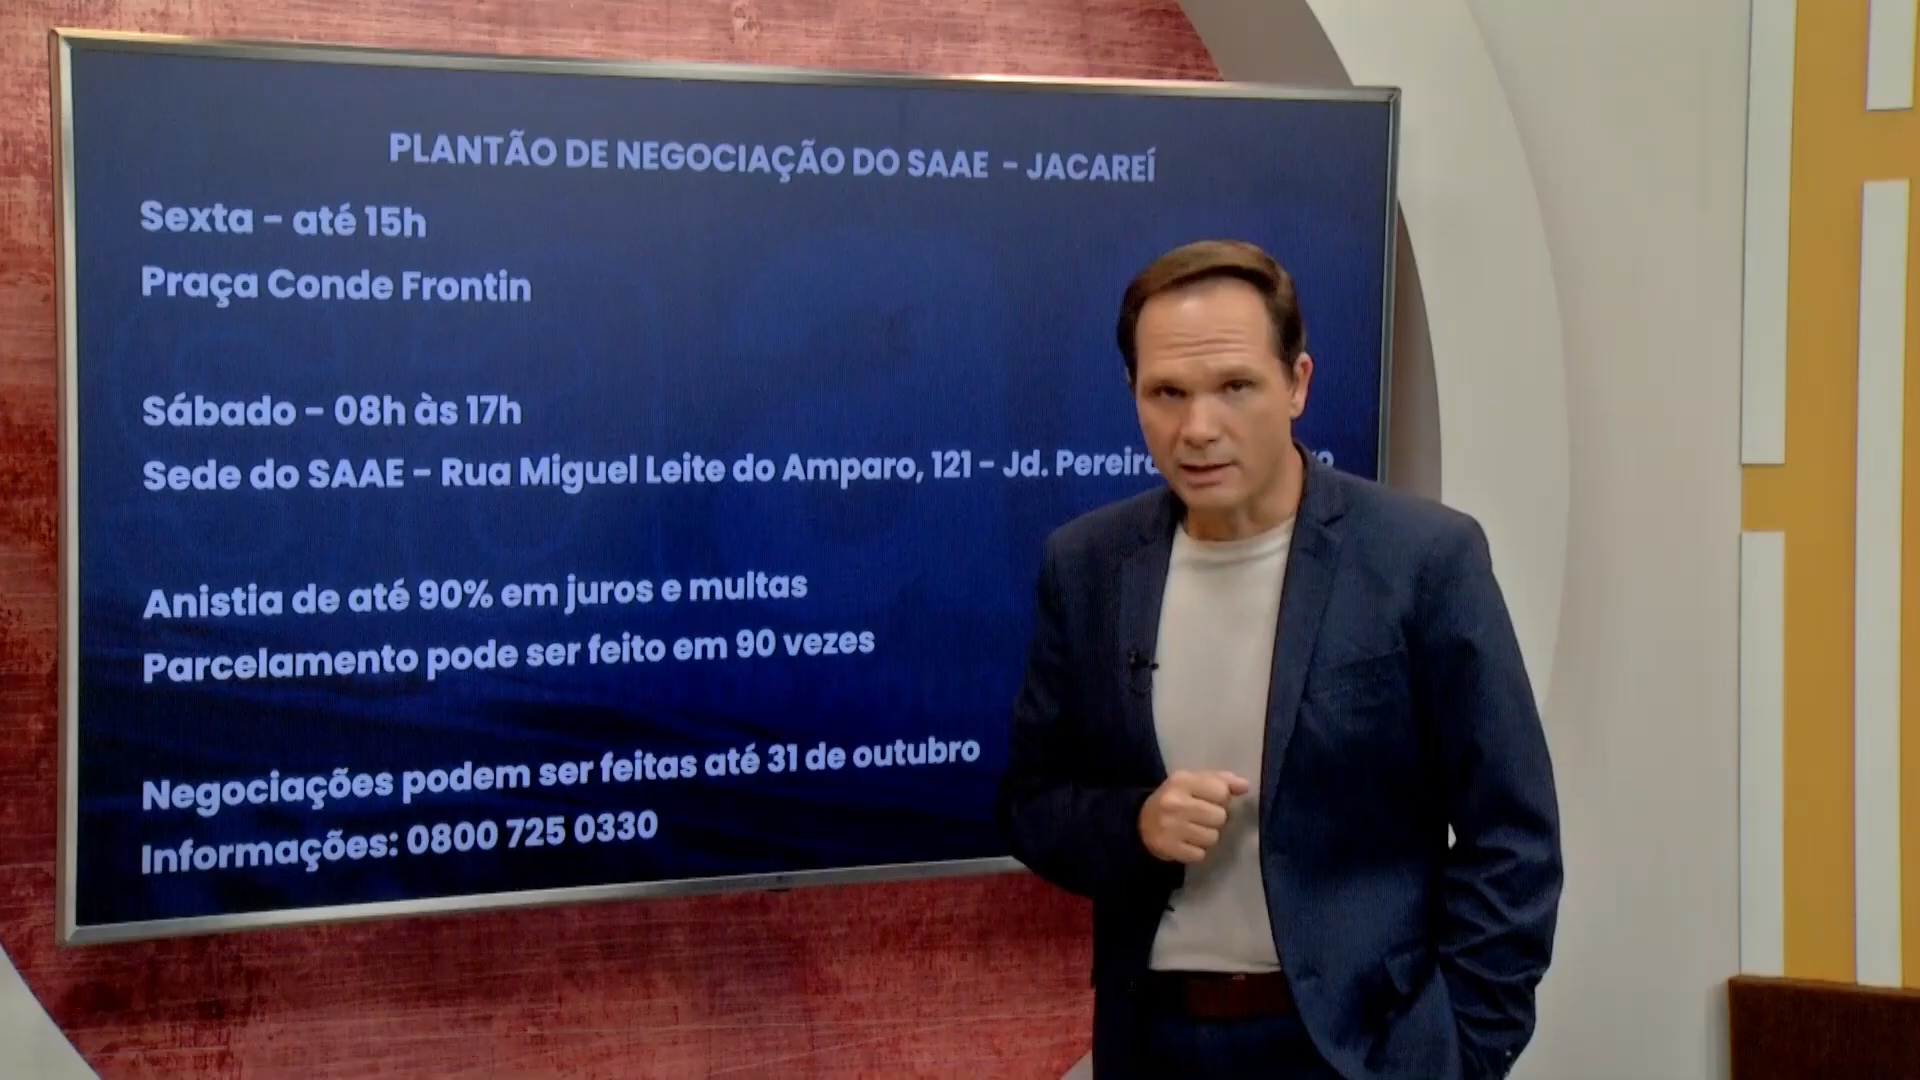 PLANTÃO DE NEGOCIAÇÃO DO SAAE - JACAREÍ
Sexta - até 15h
Praça Conde Frontin
Sábado - 08h às 17h
Sede do SAAE - Rua Miguel Leite do Amparo, 121 - Jd. Pereira
Anistia de até 90% em juros e multas
Parcelamento pode ser feito em 90 vezes
Negociações podem ser feitas até 31 de outubro
Informações: 0800 725 0330